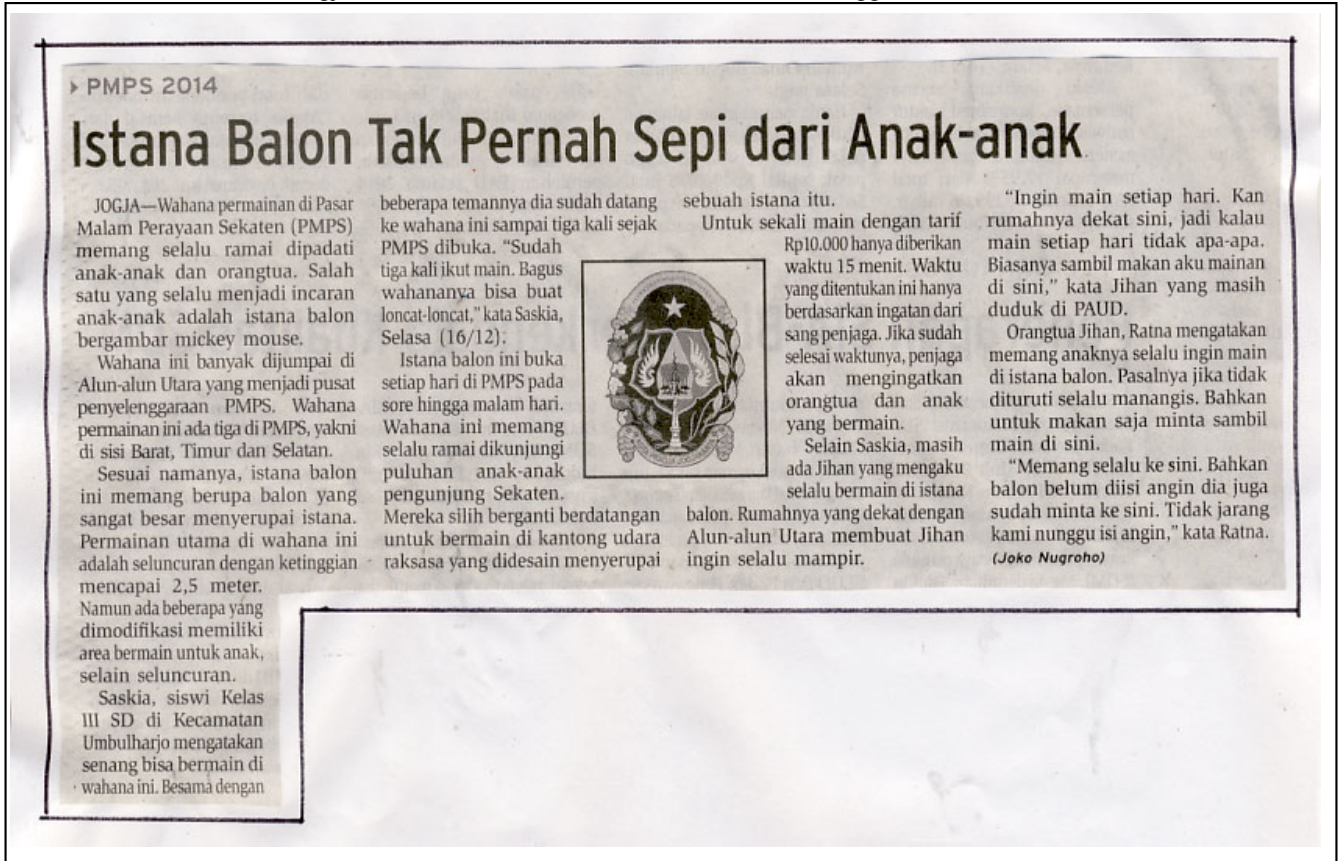 PMPS 2014
Istana Balon Tak Pernah Sepi dari Anak-anak
JOGJA—Wahana permainan di Pasar
Malam Perayaan Sekaten (PMPS)
memang selalu ramai dipadati
anak-anak dan orangtua. Salah
satu yang selalu menjadi incaran
anak-anak adalah istana balon
bergambar mickey mouse.
Wahana ini banyak dijumpai di
Alun-alun Utara yang menjadi pusat
penyelenggaraan PMPS. Wahana
permainan ini ada tiga di PMPS, yakni
di sisi Barat, Timur dan Selatan.
Sesuai namanya, istana balon
ini memang berupa balon yang
sangat besar menyerupai istana.
Permainan utama di wahana ini
adalah seluncuran dengan ketinggian
mencapai 2,5 meter.
Namun ada beberapa yang
dimodifikasi memiliki
area bermain untuk anak,
selain seluncuran.
Saskia, siswi Kelas
III SD di Kecamatan
Umbulharjo mengatakan
senang bisa bermain di
wahana ini. Besama dengan
beberapa temannya dia sudah datang
ke wahana ini sampai tiga kali sejak
PMPS dibuka. “Sudah
tiga kali ikut main. Bagus
wahananya bisa buat
loncat-loncat,” kata Saskia,
Selasa (16/12).
Istana balon ini buka
setiap hari di PMPS pada
sore hingga malam hari.
Wahana ini memang
selalu ramai dikunjungi
puluhan anak-anak
pengunjung Sekaten.
Mereka silih berganti berdatangan
untuk bermain di kantong udara
raksasa yang didesain menyerupai
sebuah istana itu.
Untuk sekali main dengan tarif
Rp10.000 hanya diberikan
waktu 15 menit. Waktu
yang ditentukan ini hanya
berdasarkan ingatan dari
sang penjaga. Jika sudah
selesai waktunya, penjaga
akan mengingatkan
orangtua dan anak
yang bermain.
Selain Saskia, masih
ada Jihan yang mengaku
selalu bermain di istana
balon. Rumahnya yang dekat dengan
Alun-alun Utara membuat Jihan
ingin selalu mampir.
“Ingin main setiap hari. Kan
rumahnya dekat sini, jadi kalau
main setiap hari tidak apa-apa.
Biasanya sambil makan aku mainan
di sini,” kata Jihan yang masih
duduk di PAUD.
Orangtua Jihan, Ratna mengatakan
memang anaknya selalu ingin main
di istana balon. Pasalnya jika tidak
dituruti selalu manangis. Bahkan
untuk makan saja minta sambil
main di sini.
“Memang selalu ke sini. Bahkan
balon belum diisi angin dia juga
sudah minta ke sini. Tidak jarang
kami nunggu isi angin,” kata Ratna.
(Joko Nugroho)